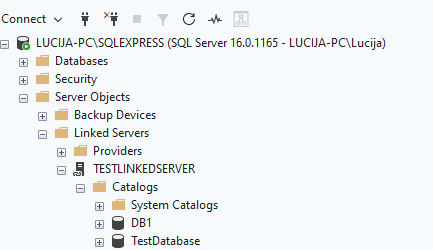 Connect
LUCIJA-PC\SQLEXPRESS (SQL Server 16.0.1165 - LUCIJA-PC\Lucija)
Databases
Security
Server Objects
Backup Devices
Linked Servers
Providers
TESTLINKEDSERVER
Catalogs
System Catalogs
DB1
TestDatabase